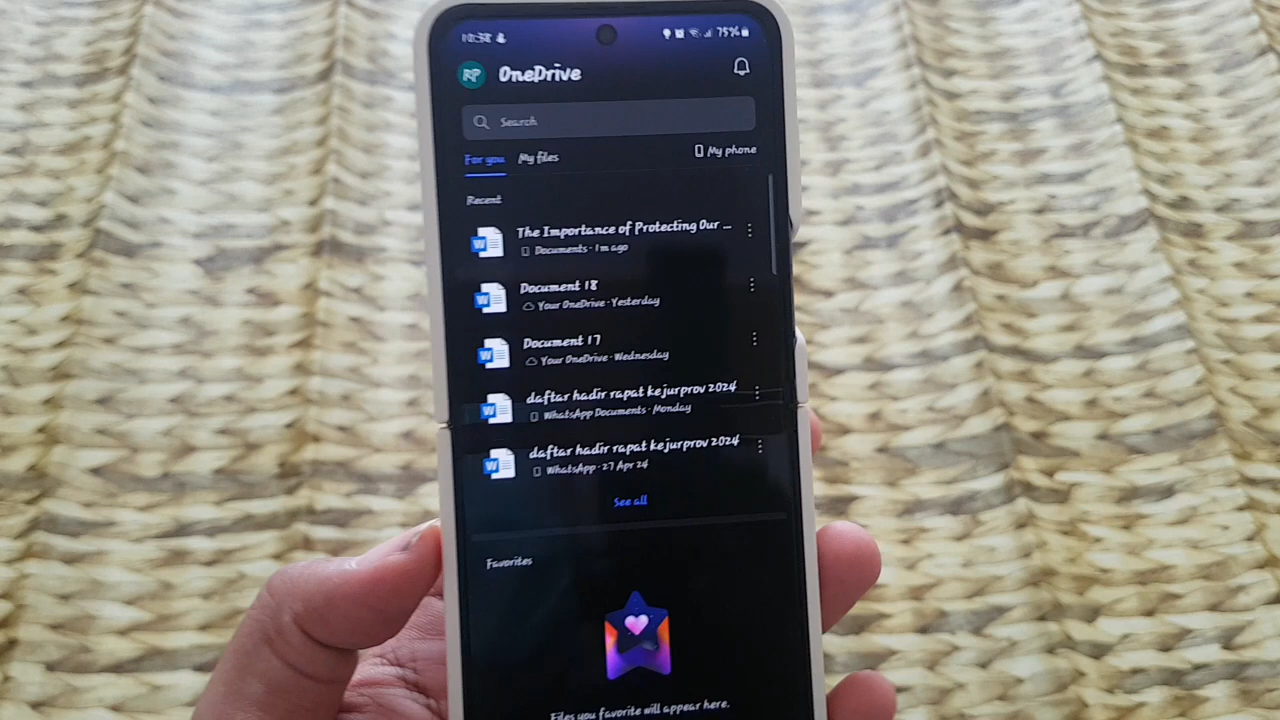 10:38 75%
RP OneDrive
Search
For you My files My phone
Recent
The Importance of Protecting Our ...
Documents · 1m ago
Document 18
Your OneDrive · Yesterday
Document 17
Your OneDrive · Wednesday
daftar hadir rapat kejurprov 2024
WhatsApp Documents · Monday
daftar hadir rapat kejurprov 2024
WhatsApp · 27 Apr 24
See all
Favorites
Files you favorite will appear here.